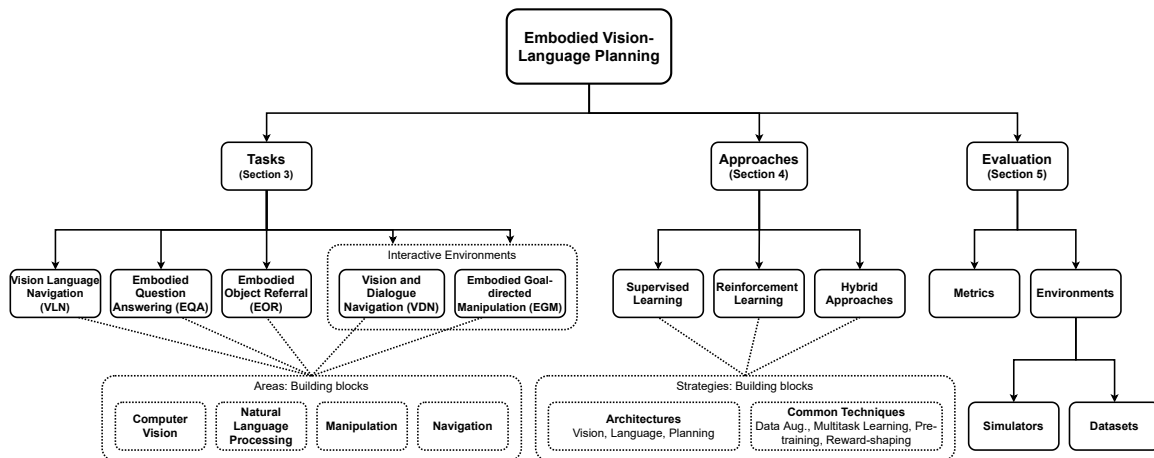 Embodied Vision-
Language Planning
Tasks
(Section 3)
Approaches
(Section 4)
Evaluation
(Section 5)
Interactive Environments
Vision Language
Navigation
(VLN)
Embodied
Question
Answering (EQA)
Embodied
Object Referral
(EOR)
Vision and
Dialogue
Navigation (VDN)
Embodied Goal-
directed
Manipulation (EGM)
Supervised
Learning
Reinforcement
Learning
Hybrid
Approaches
Metrics
Environments
Areas: Building blocks
Computer
Vision
Natural
Language
Processing
Manipulation
Navigation
Strategies: Building blocks
Architectures
Vision, Language, Planning
Common Techniques
Data Aug., Multitask Learning, Pre-
training, Reward-shaping
Simulators
Datasets